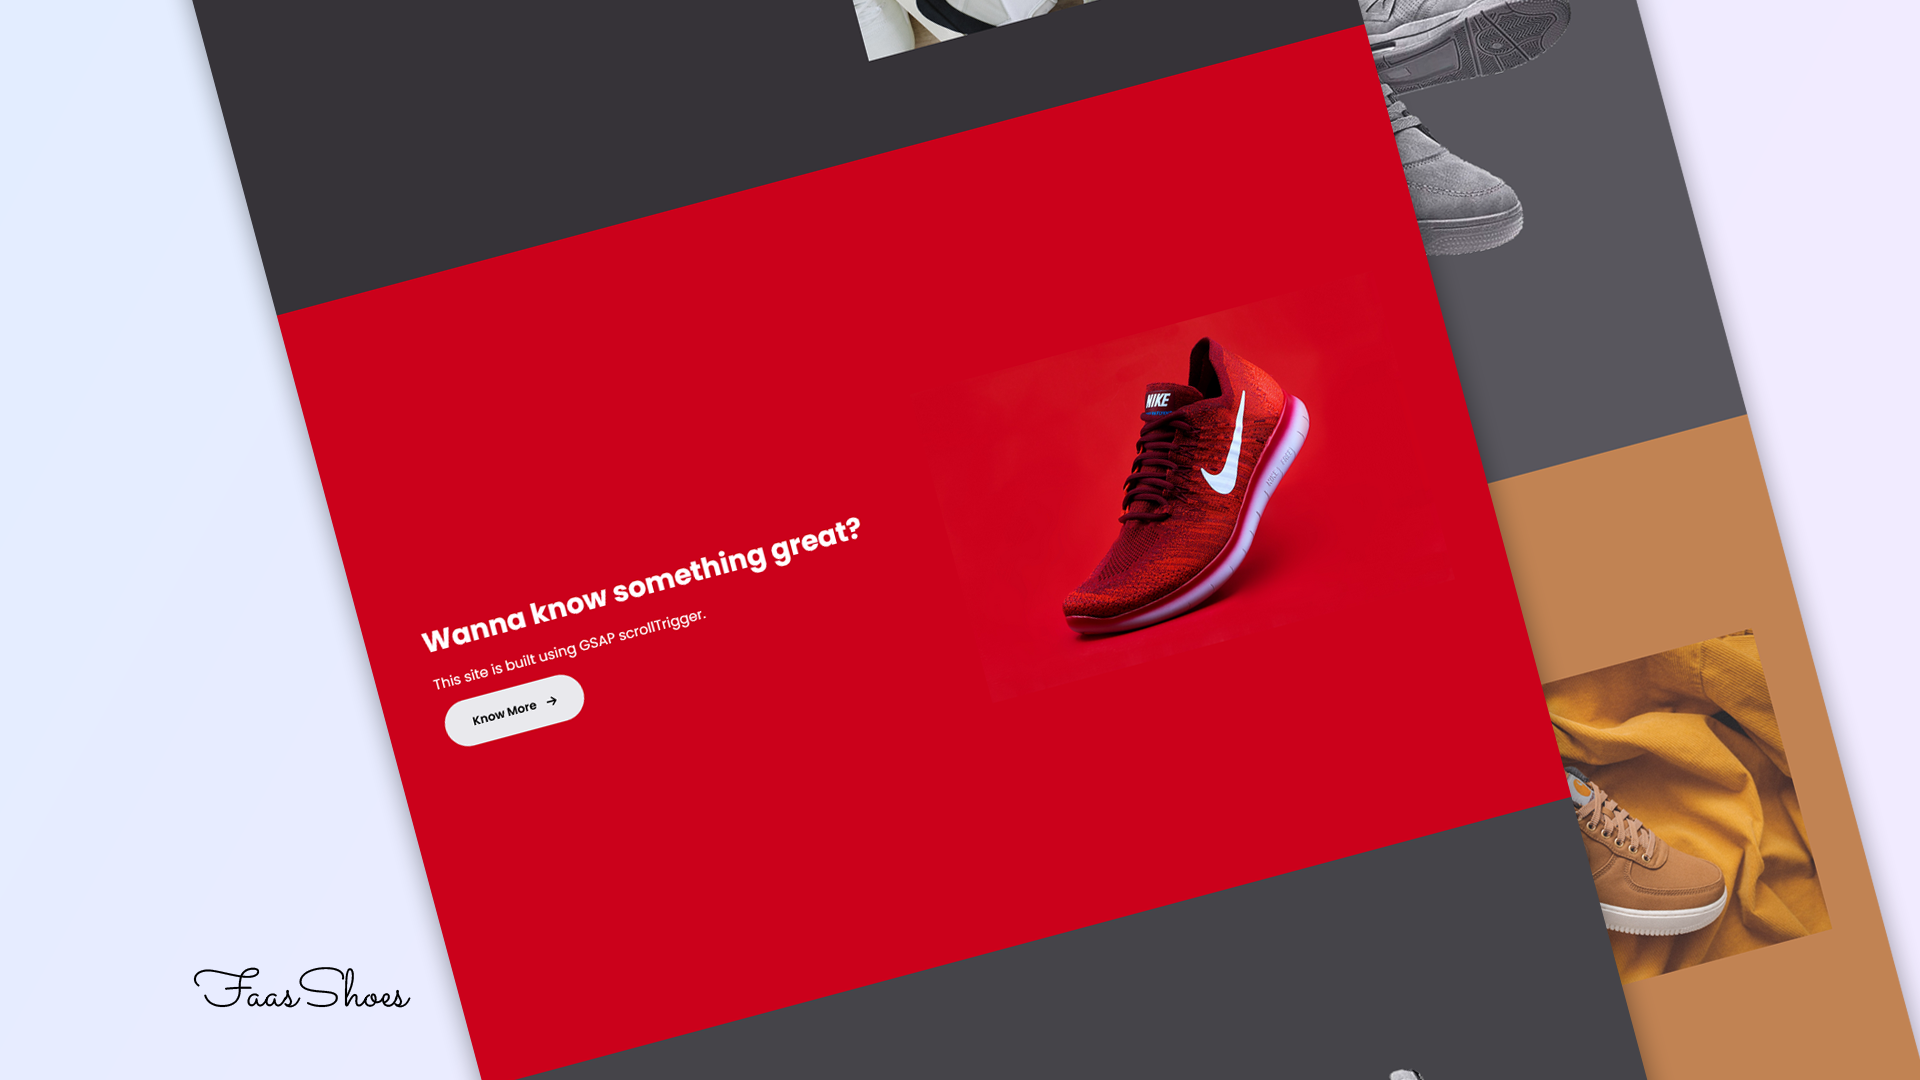 NIKE
Wanna know something great?
This site is built using GSAP scrollTrigger.
Know More →
FaasShoes